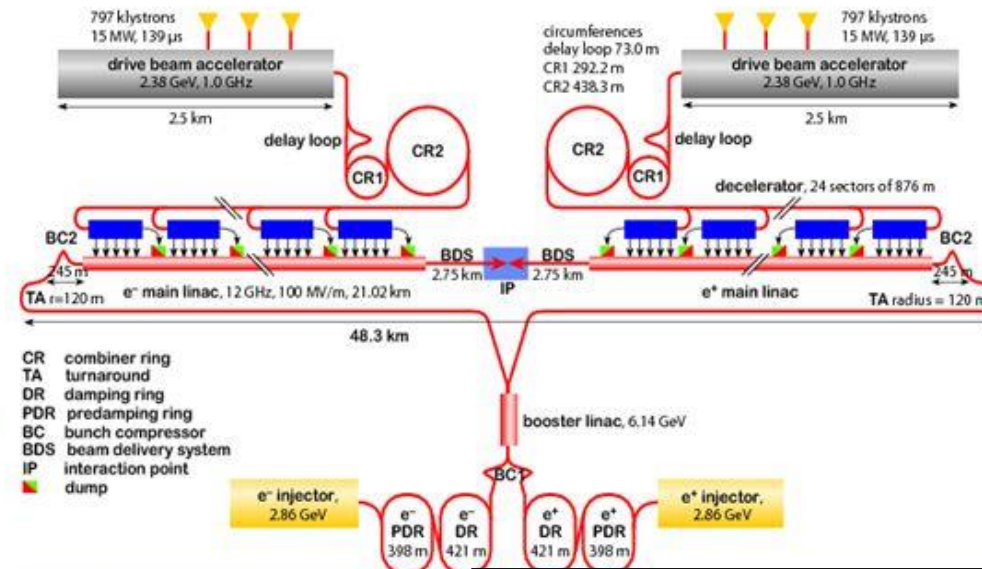 797 klystrons
15 MW, 139 µs
drive beam accelerator
2.38 GeV, 1.0 GHz
2.5 km
delay loop
CR1
CR2
circumferences
delay loop 73.0 m
CR1 292.2 m
CR2 438.3 m
797 klystrons
15 MW, 139 µs
drive beam accelerator
2.38 GeV, 1.0 GHz
2.5 km
delay loop
CR2
CR1
decelerator, 24 sectors of 876 m
BC2
245 m
TA r=120 m
e⁻ main linac, 12 GHz, 100 MV/m, 21.02 km
BDS
2.75 km
IP
BDS
2.75 km
e⁺ main linac
BC2
245 m
TA radius = 120 m
48.3 km
CR combiner ring
TA turnaround
DR damping ring
PDR predamping ring
BC bunch compressor
BDS beam delivery system
IP interaction point
dump
booster linac, 6.14 GeV
BC1
e⁻ injector,
2.86 GeV
e⁻
PDR
398 m
e⁻
DR
421 m
e⁺
DR
421 m
e⁺
PDR
398 m
e⁺ injector,
2.86 GeV